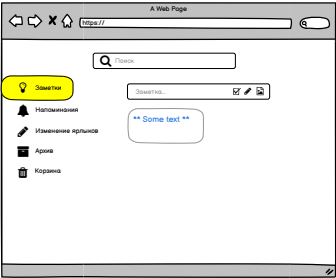 A Web Page
https://
Поиск
Заметки
Заметка..
Напоминания
** Some text **
Изменение ярлыков
Архив
Корзина